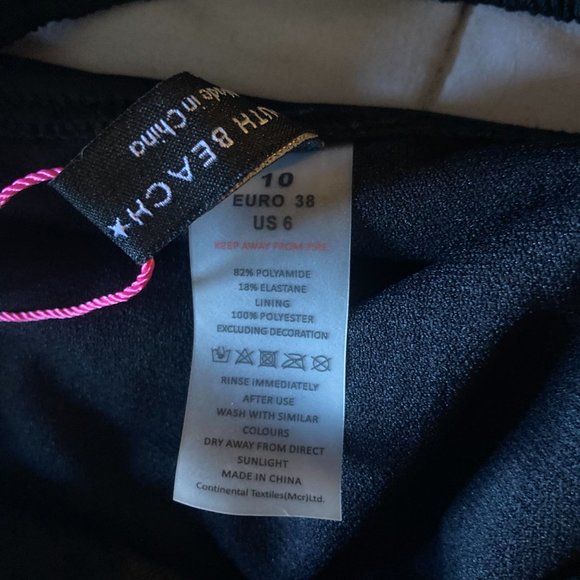 UTH BEACH
Made in China
10
EURO 38
US 6
KEEP AWAY FROM FIRE
82% POLYAMIDE
18% ELASTANE
LINING
100% POLYESTER
EXCLUDING DECORATION
RINSE IMMEDIATELY
AFTER USE
WASH WITH SIMILAR
COLOURS
DRY AWAY FROM DIRECT
SUNLIGHT
MADE IN CHINA
Continental Textiles(Mcr)Ltd.